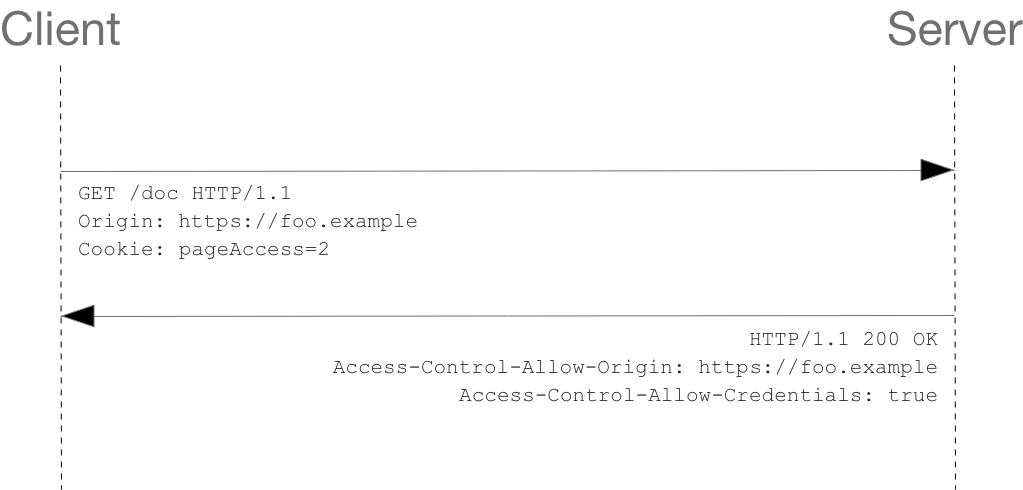 Client
Server
GET /doc HTTP/1.1
Origin: https://foo.example
Cookie: pageAccess=2
HTTP/1.1 200 OK
Access-Control-Allow-Origin: https://foo.example
Access-Control-Allow-Credentials: true